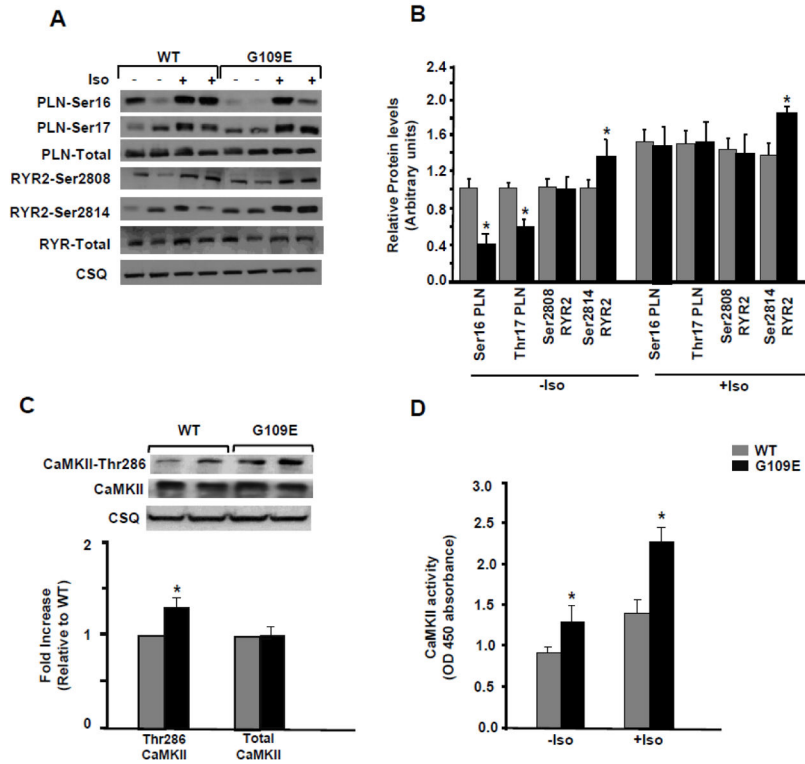 A
WT G109E
Iso - - + + - - + +
PLN-Ser16
PLN-Ser17
PLN-Total
RYR2-Ser2808
RYR2-Ser2814
RYR-Total
CSQ
B
Relative Protein levels
(Arbitrary units)
2.4
2.0
1.6
1.2
0.8
0.4
0.0
* * * *
Ser16 PLN
Thr17 PLN
Ser2808
RYR2
Ser2814
RYR2
Ser16 PLN
Thr17 PLN
Ser2808
RYR2
Ser2814
RYR2
-Iso +Iso
C
WT G109E
CaMKII-Thr286
CaMKII
CSQ
Fold Increase
(Relative to WT)
2
1
0
*
Thr286
CaMKII
Total
CaMKII
D
WT
G109E
CaMKII activity
(OD 450 absorbance)
3.0
2.5
2.0
1.5
1.0
0.5
0.0
* *
-Iso +Iso